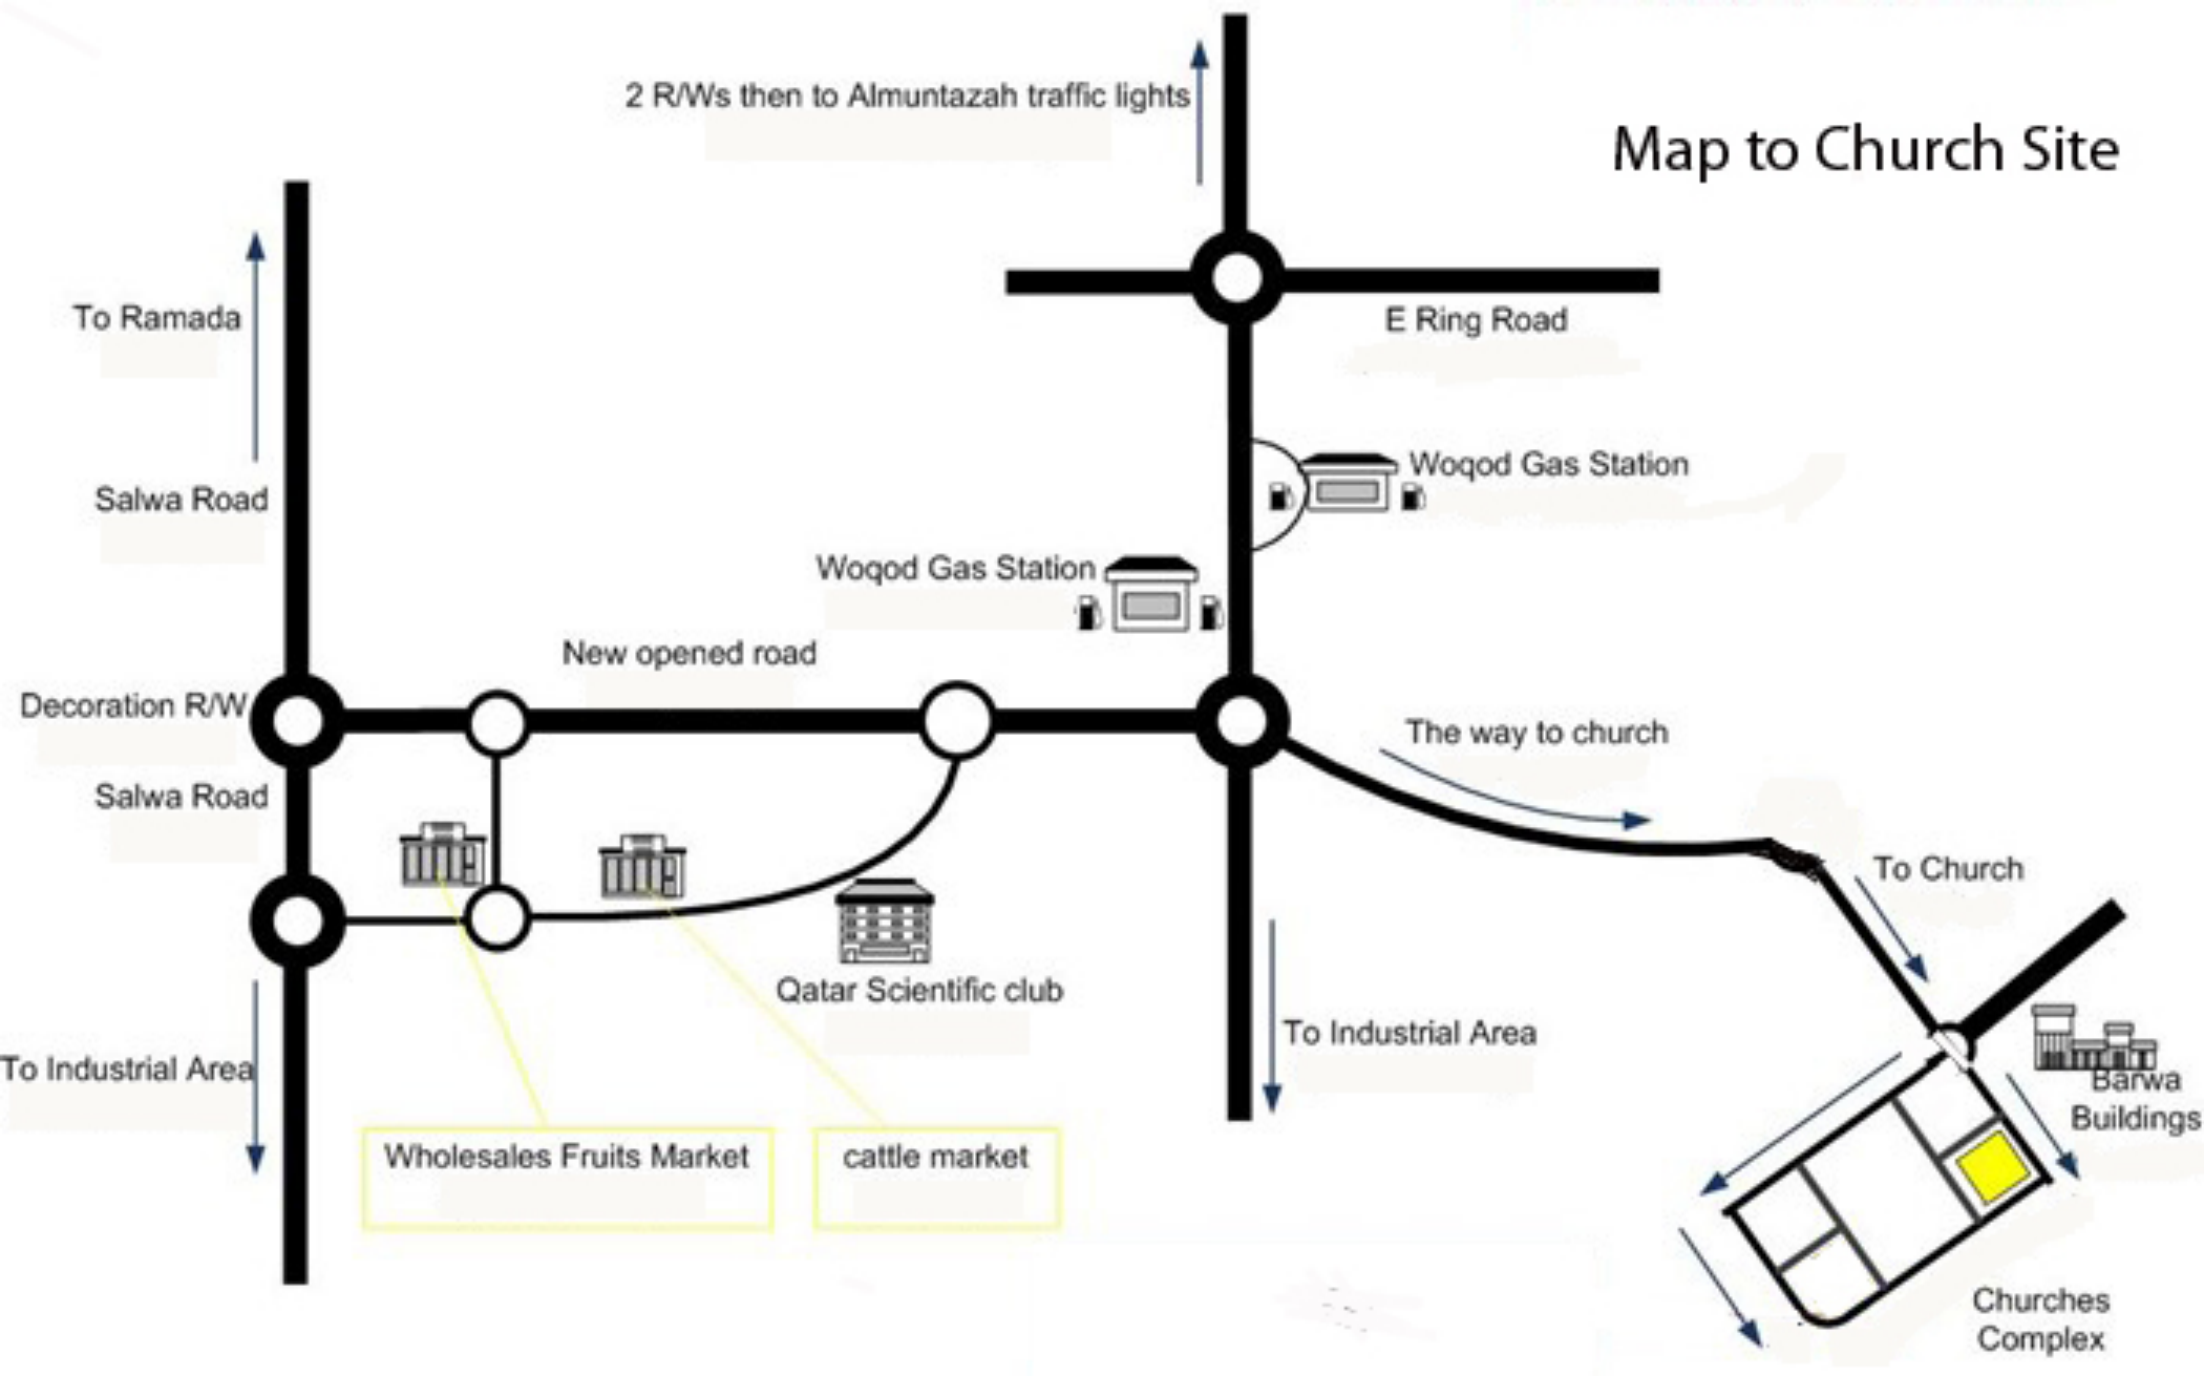 2 R/Ws then to Almuntazah traffic lights
Map to Church Site
To Ramada
E Ring Road
Salwa Road
Woqod Gas Station
Woqod Gas Station
New opened road
Decoration R/W
The way to church
Salwa Road
To Church
Qatar Scientific club
To Industrial Area
To Industrial Area
Barwa
Buildings
Wholesales Fruits Market
cattle market
Churches
Complex